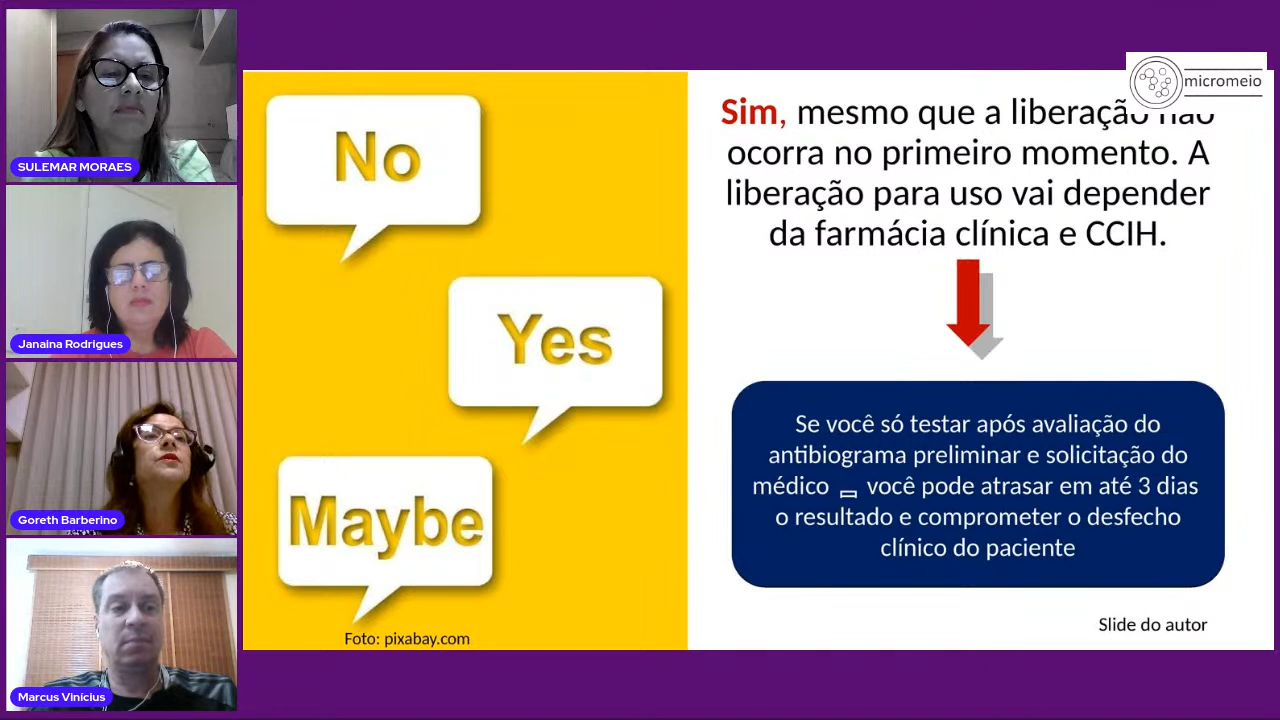 SULEMAR MORAES
Janaina Rodrigues
Goreth Barberino
Marcus Vinícius
No
Yes
Maybe
Foto: pixabay.com
micromeio
Sim, mesmo que a liberação não
ocorra no primeiro momento. A
liberação para uso vai depender
da farmácia clínica e CCIH.
Se você só testar após avaliação do
antibiograma preliminar e solicitação do
médico você pode atrasar em até 3 dias
o resultado e comprometer o desfecho
clínico do paciente
Slide do autor